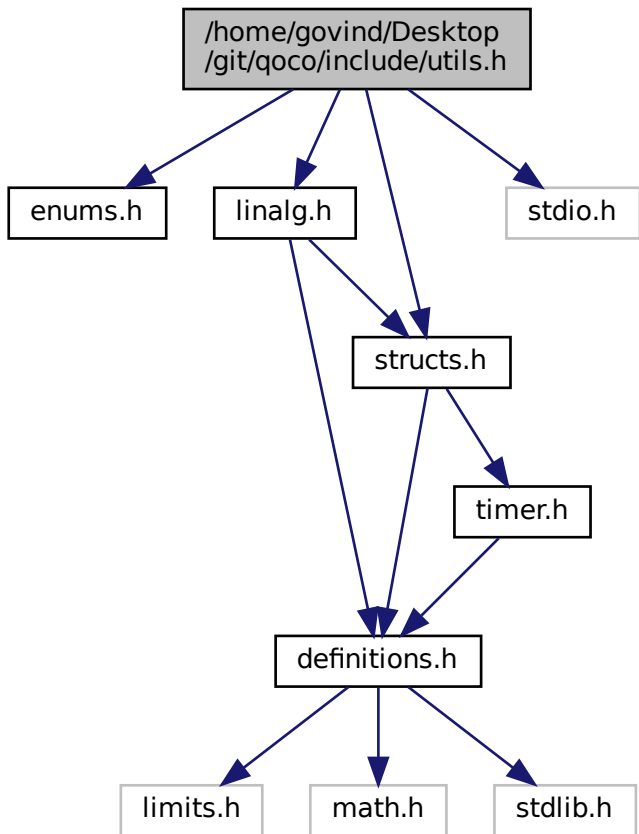 /home/govind/Desktop
/git/qoco/include/utils.h
enums.h
linalg.h
stdio.h
structs.h
timer.h
definitions.h
limits.h
math.h
stdlib.h